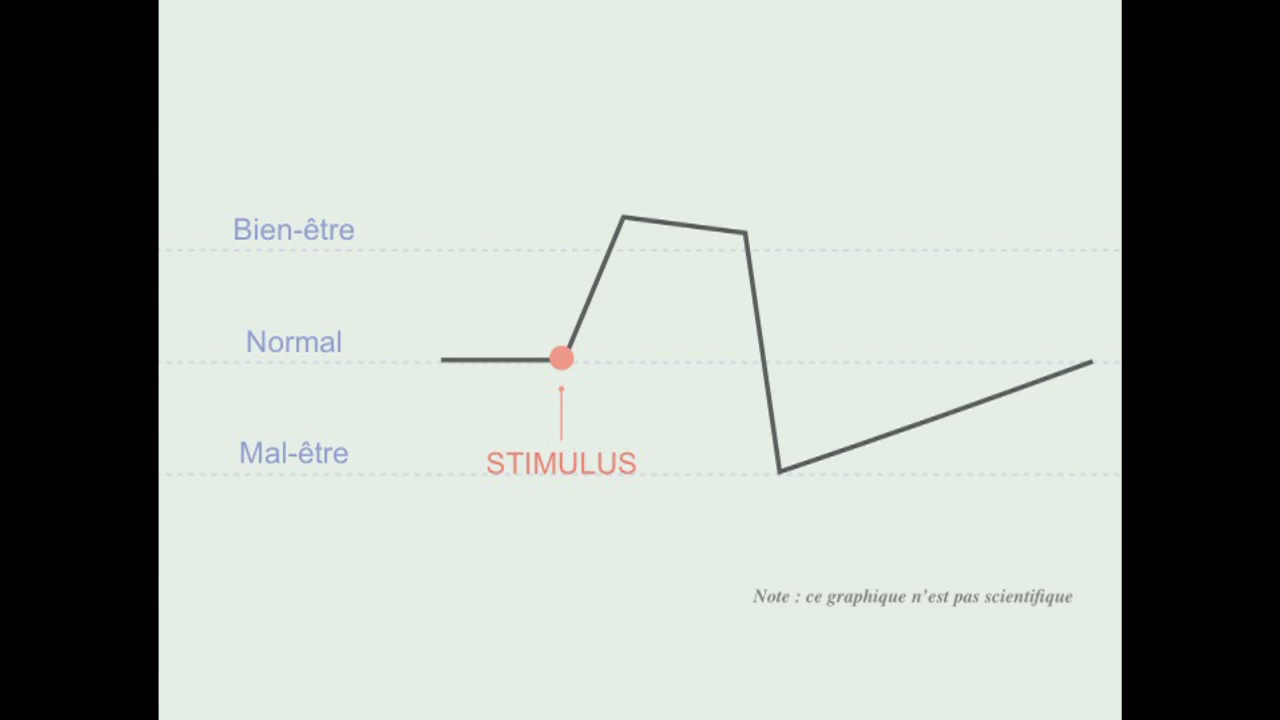 Bien-être
Normal
Mal-être
STIMULUS
Note : ce graphique n’est pas scientifique